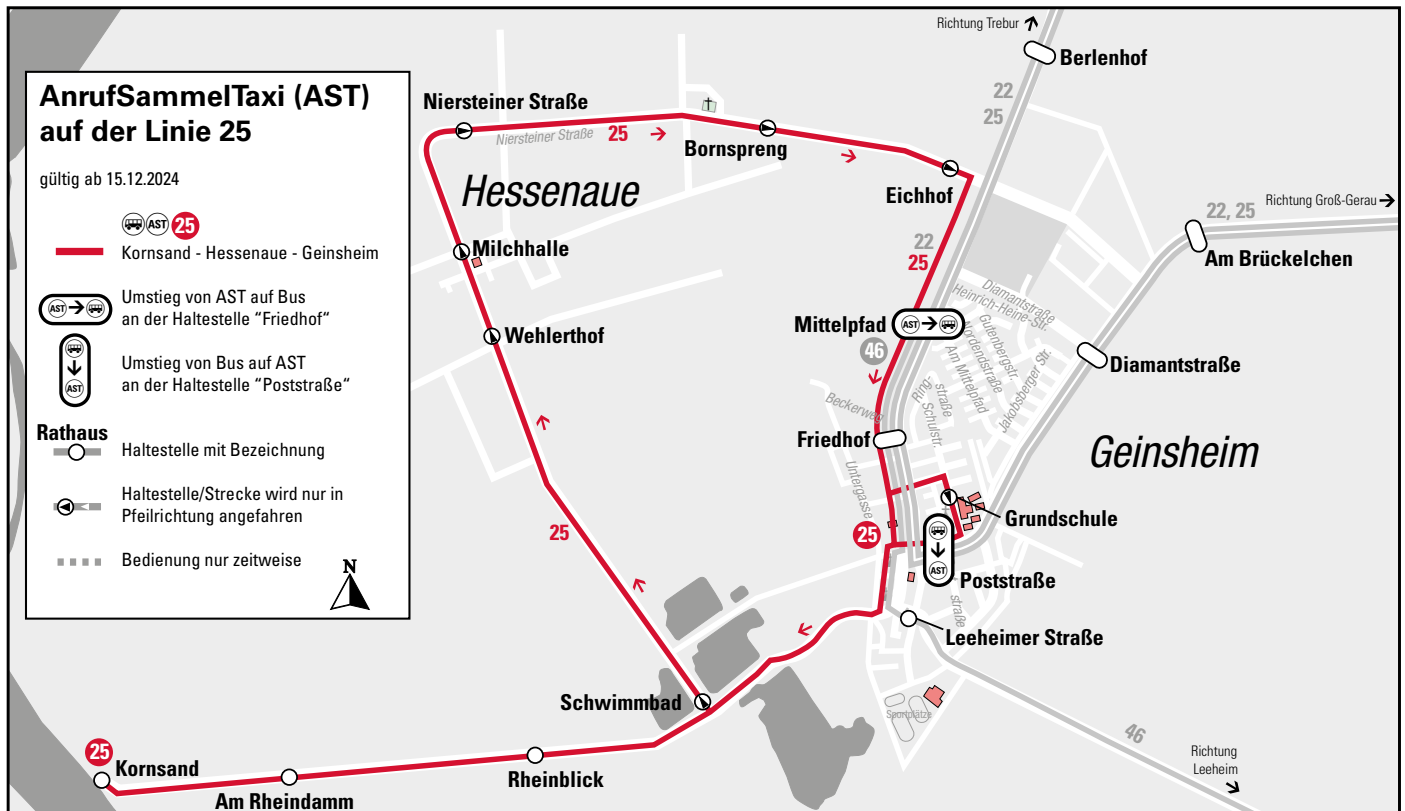 AnrufSammelTaxi (AST)
auf der Linie 25
gültig ab 15.12.2024
AST 25
Kornsand - Hessenaue - Geinsheim
AST
Umstieg von AST auf Bus
an der Haltestelle “Friedhof“
AST
Umstieg von Bus auf AST
an der Haltestelle “Poststraße“
Rathaus
Haltestelle mit Bezeichnung
Haltestelle/Strecke wird nur in
Pfeilrichtung angefahren
Bedienung nur zeitweise
N
Richtung Trebur
Berlenhof
22
25
Niersteiner Straße
Niersteiner Straße
25
Bornspreng
Eichhof
Hessenaue
Richtung Groß-Gerau
22, 25
Am Brückelchen
22
25
Milchhalle
Wehlerthof
Mittelpfad
AST
46
Diamantstraße
Heinrich-Heine-Str.
Gutenbergstr.
Nordendstraße
Am Mittelpfad
Jakobsberger Str.
Diamantstraße
Ring-
straße
Schulstr.
Beckerweg
Friedhof
Geinsheim
Untergasse
Grundschule
25
25
AST
Poststraße
straße
Leeheimer Straße
Schwimmbad
Sportplätze
46
Richtung
Leeheim
25
Kornsand
Am Rheindamm
Rheinblick